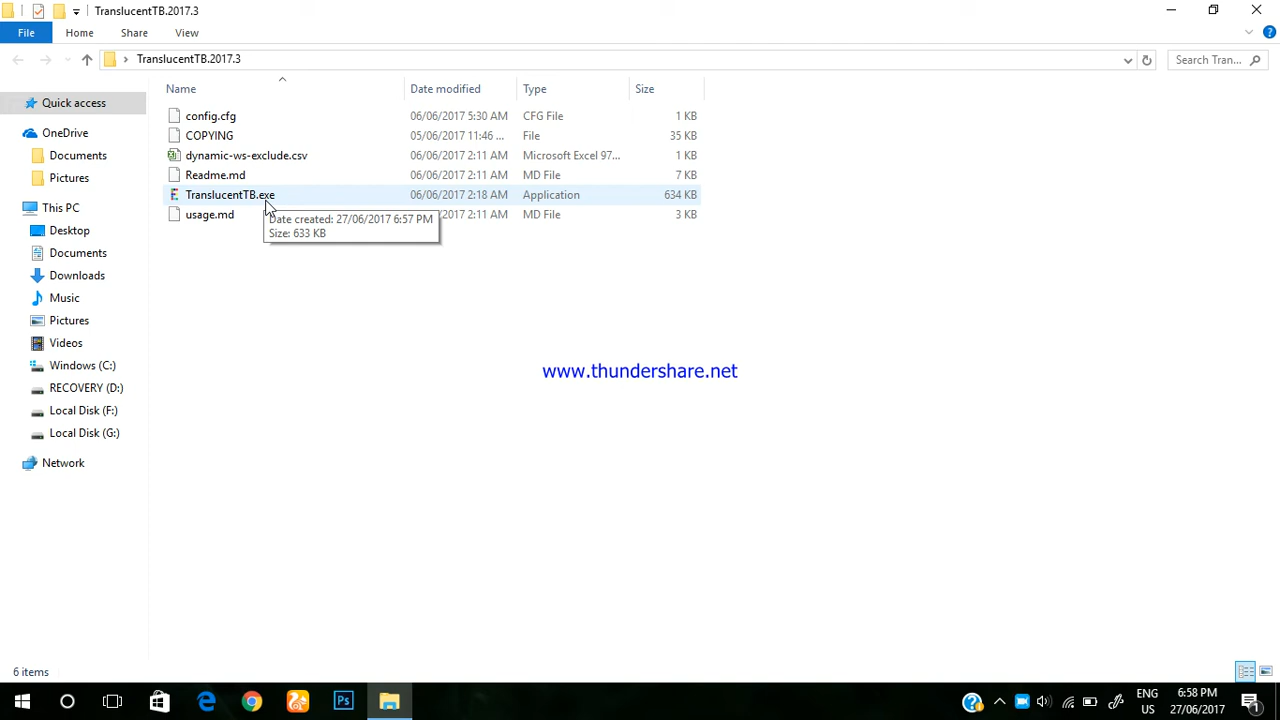 TranslucentTB.2017.3
File Home Share View
TranslucentTB.2017.3
Search Tran...
Name Date modified Type Size
Quick access
OneDrive
Documents
Pictures
This PC
Desktop
Documents
Downloads
Music
Pictures
Videos
Windows (C:)
RECOVERY (D:)
Local Disk (F:)
Local Disk (G:)
Network
config.cfg 06/06/2017 5:30 AM CFG File 1 KB
COPYING 05/06/2017 11:46 ... File 35 KB
dynamic-ws-exclude.csv 06/06/2017 2:11 AM Microsoft Excel 97... 1 KB
Readme.md 06/06/2017 2:11 AM MD File 7 KB
TranslucentTB.exe 06/06/2017 2:18 AM Application 634 KB
usage.md /2017 2:11 AM MD File 3 KB
Date created: 27/06/2017 6:57 PM
Size: 633 KB
www.thundershare.net
6 items
Ps
ENG
US
6:58 PM
27/06/2017
1